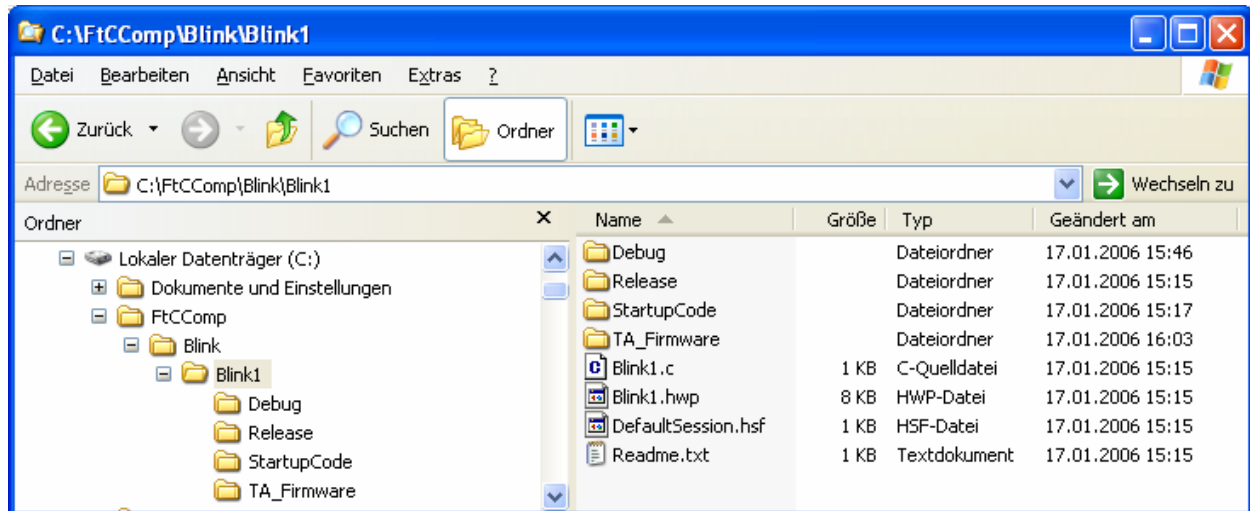 C:\FtCComp\Blink\Blink1
Datei Bearbeiten Ansicht Favoriten Extras ?
Zurück Suchen Ordner
Adresse C:\FtCComp\Blink\Blink1 Wechseln zu
Ordner Name Größe Typ Geändert am
Lokaler Datenträger (C:)
Dokumente und Einstellungen
FtCComp
Blink
Blink1
Debug
Release
StartupCode
TA_Firmware
Debug Dateiordner 17.01.2006 15:46
Release Dateiordner 17.01.2006 15:15
StartupCode Dateiordner 17.01.2006 15:17
TA_Firmware Dateiordner 17.01.2006 16:03
Blink1.c 1 KB C-Quelldatei 17.01.2006 15:15
Blink1.hwp 8 KB HWP-Datei 17.01.2006 15:15
DefaultSession.hsf 1 KB HSF-Datei 17.01.2006 15:15
Readme.txt 1 KB Textdokument 17.01.2006 15:15